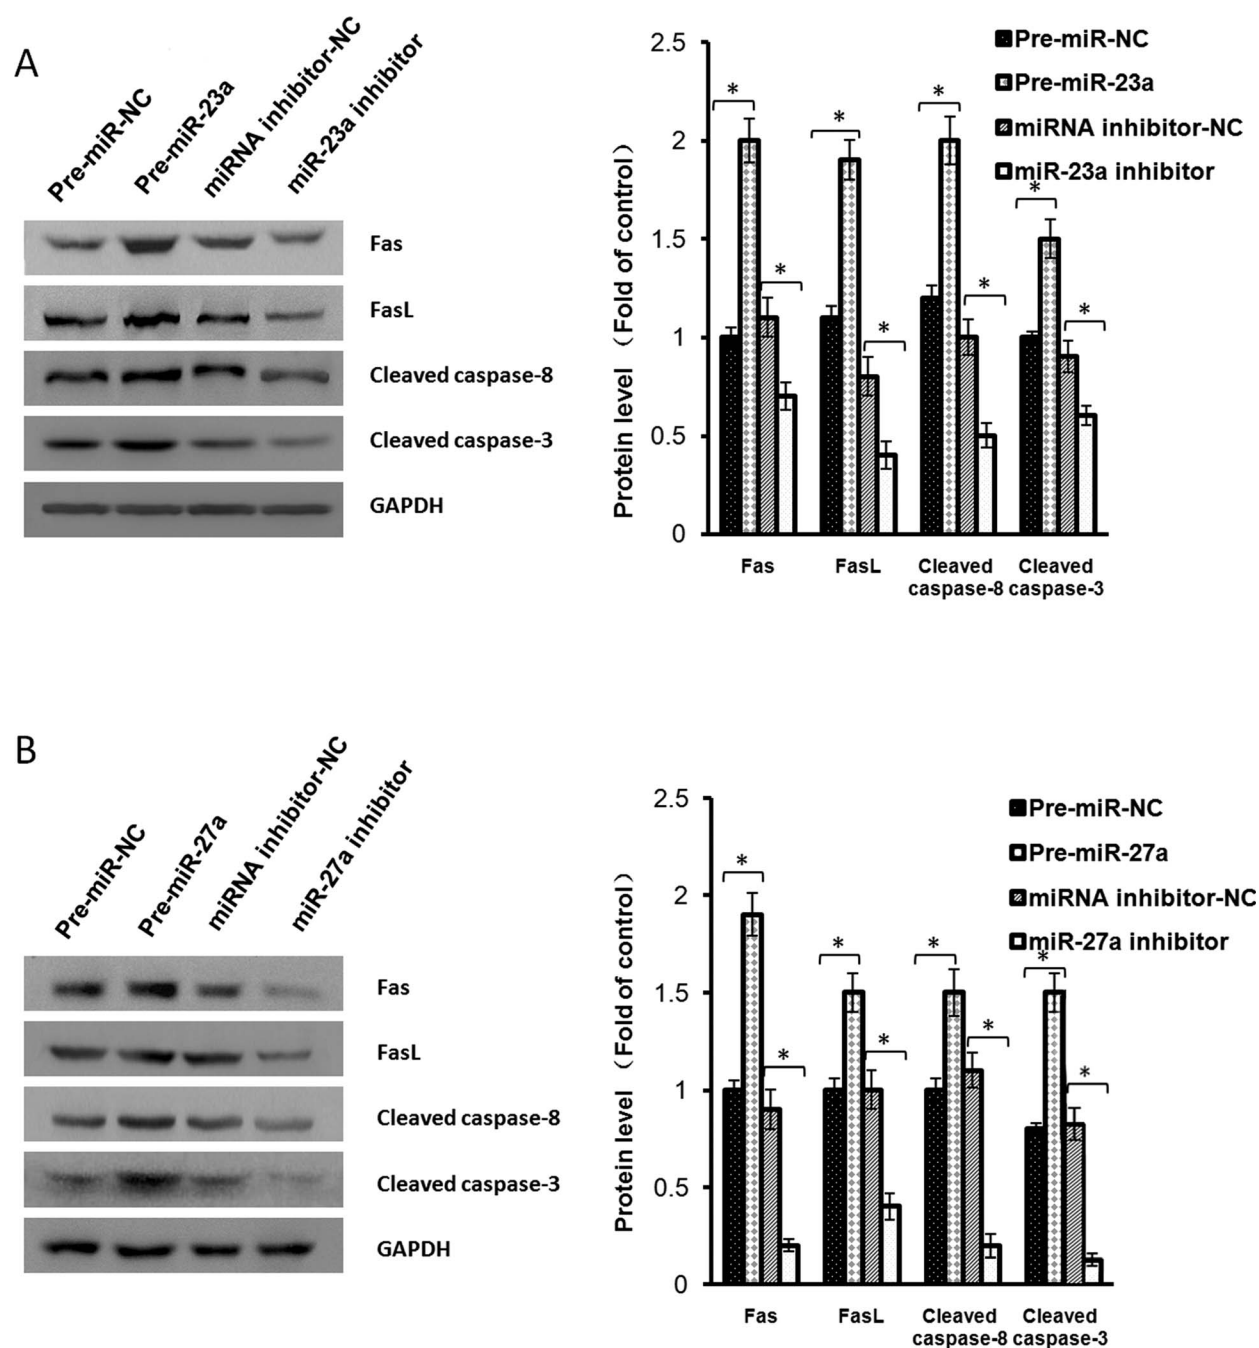 A
Pre-miR-NC
Pre-miR-23a
miRNA inhibitor-NC
miR-23a inhibitor
Fas
FasL
Cleaved caspase-8
Cleaved caspase-3
GAPDH
Protein level (Fold of control)
2.5
2
1.5
1
0.5
0
Pre-miR-NC
Pre-miR-23a
miRNA inhibitor-NC
miR-23a inhibitor
*
*
*
*
*
*
*
*
Fas
FasL
Cleaved
caspase-8
Cleaved
caspase-3
B
Pre-miR-NC
Pre-miR-27a
miRNA inhibitor-NC
miR-27a inhibitor
Fas
FasL
Cleaved caspase-8
Cleaved caspase-3
GAPDH
Protein level (Fold of control)
2.5
2
1.5
1
0.5
0
Pre-miR-NC
Pre-miR-27a
miRNA inhibitor-NC
miR-27a inhibitor
*
*
*
*
*
*
*
*
Fas
FasL
Cleaved
caspase-8
Cleaved
caspase-3